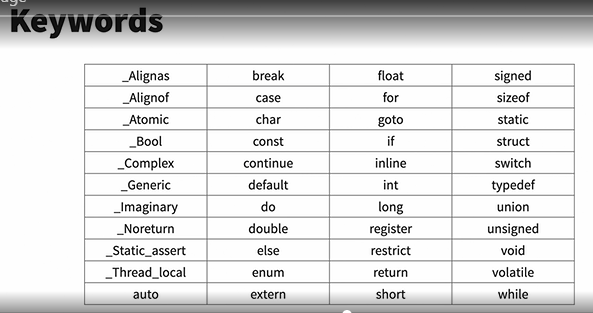 Keywords
_Alignas break float signed
_Alignof case for sizeof
_Atomic char goto static
_Bool const if struct
_Complex continue inline switch
_Generic default int typedef
_Imaginary do long union
_Noreturn double register unsigned
_Static_assert else restrict void
_Thread_local enum return volatile
auto extern short while